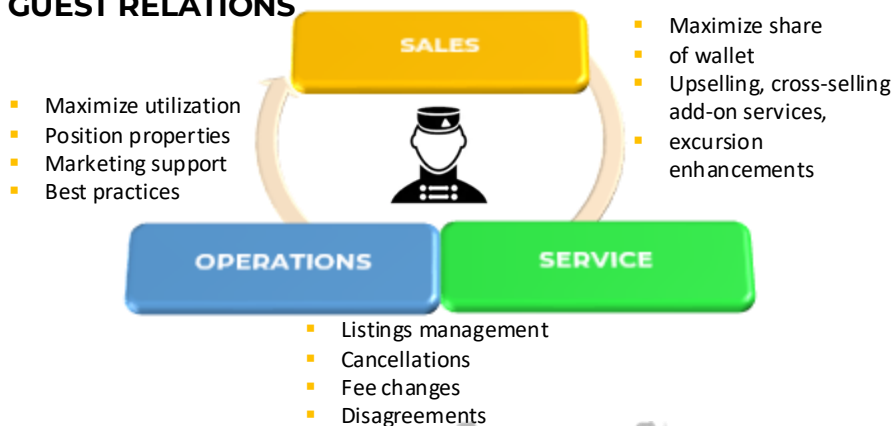 GUEST RELATIONS
SALES
Maximize share
of wallet
Upselling, cross-selling
add-on services,
excursion
enhancements
Maximize utilization
Position properties
Marketing support
Best practices
OPERATIONS
SERVICE
Listings management
Cancellations
Fee changes
Disagreements